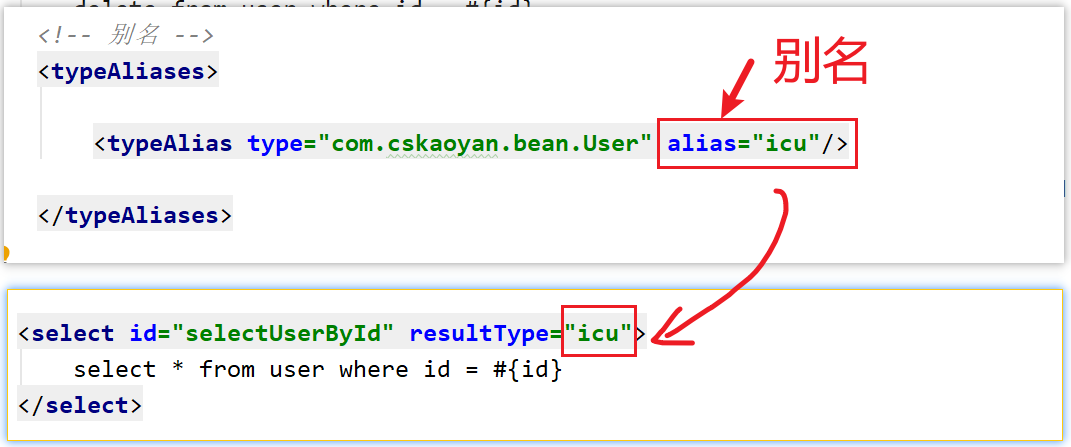 delete from user where id = #{id}
<!-- 别名 -->
<typeAliases>
别名
<typeAlias type="com.cskaoyan.bean.User" alias="icu"/>
</typeAliases>
<select id="selectUserById" resultType="icu">
select * from user where id = #{id}
</select>